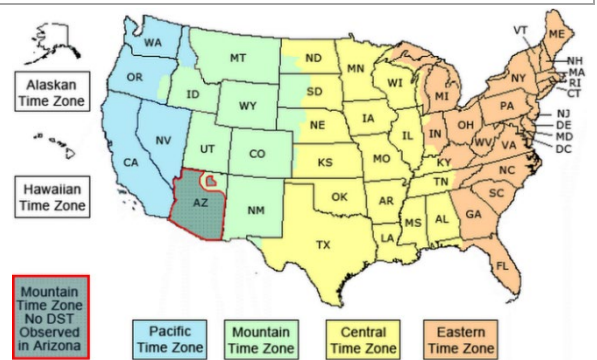 WA
OR
CA
NV
ID
MT
WY
UT
CO
AZ
NM
ND
SD
NE
KS
OK
TX
MN
IA
MO
AR
LA
WI
IL
MS
AL
TN
KY
IN
MI
OH
WV
VA
NC
SC
GA
FL
PA
NY
VT
ME
NH
MA
RI
CT
NJ
DE
MD
DC
Alaskan
Time Zone
Hawaiian
Time Zone
Mountain
Time Zone
No DST
Observed
in Arizona
Pacific
Time Zone
Mountain
Time Zone
Central
Time Zone
Eastern
Time Zone